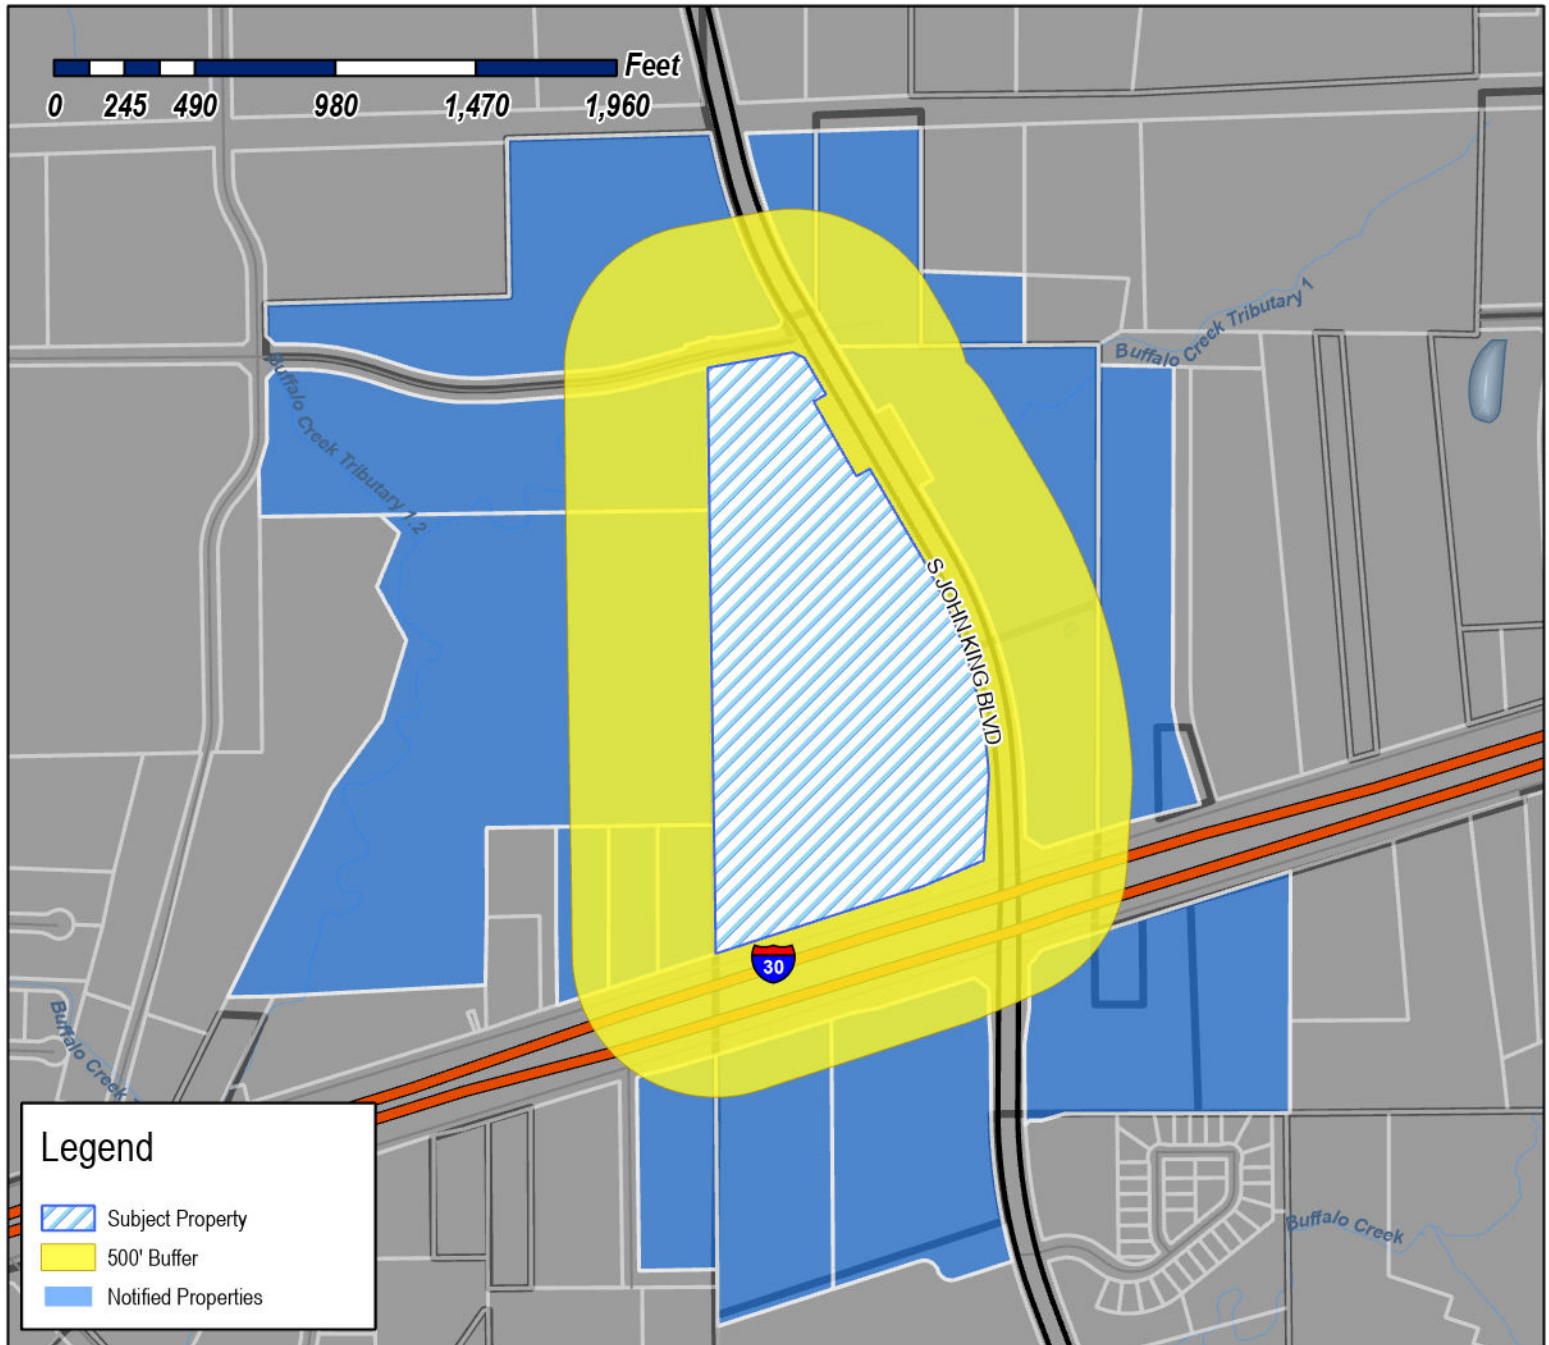 Feet
0 245 490 980 1,470 1,960
Buffalo Creek Tributary 1
Buffalo Creek Tributary 1.2
S JOHN KING BLVD
30
Buffalo Creek
Buffalo Creek
Legend
Subject Property
500' Buffer
Notified Properties